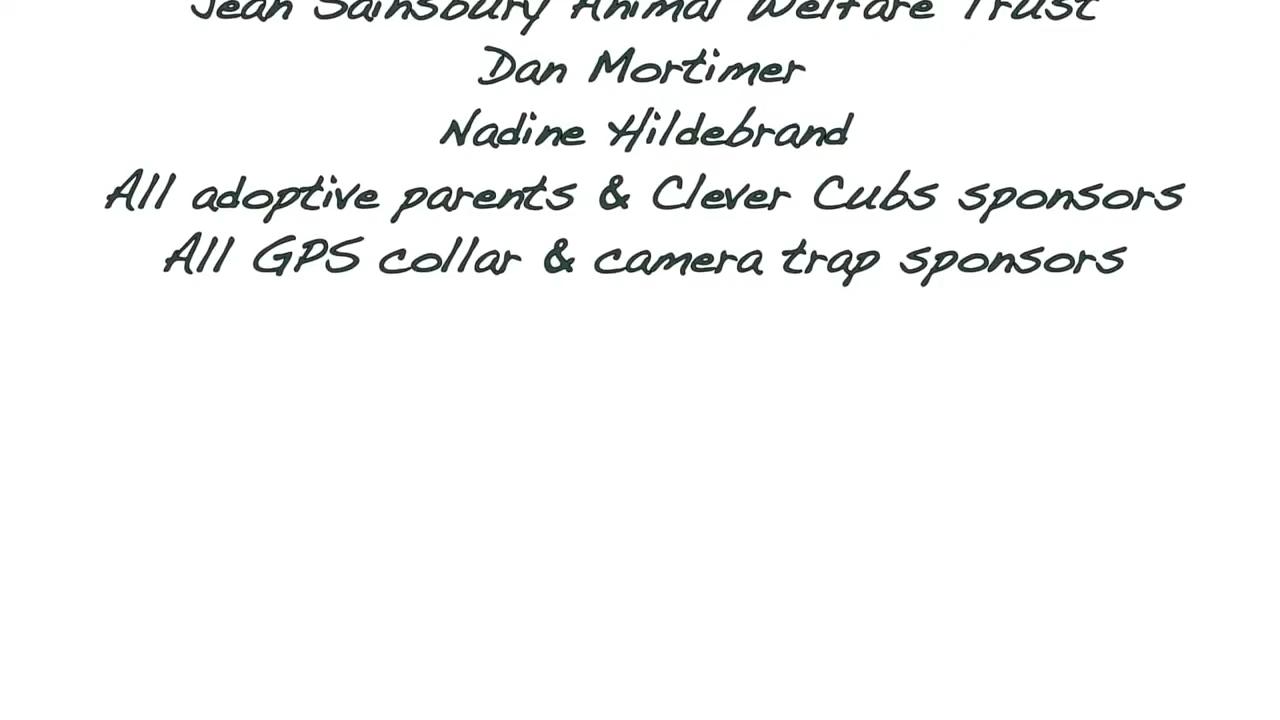 Jean Sainsbury Animal Welfare Trust
Dan Mortimer
Nadine Hildebrand
All adoptive parents & Clever Cubs sponsors
All GPS collar & camera trap sponsors